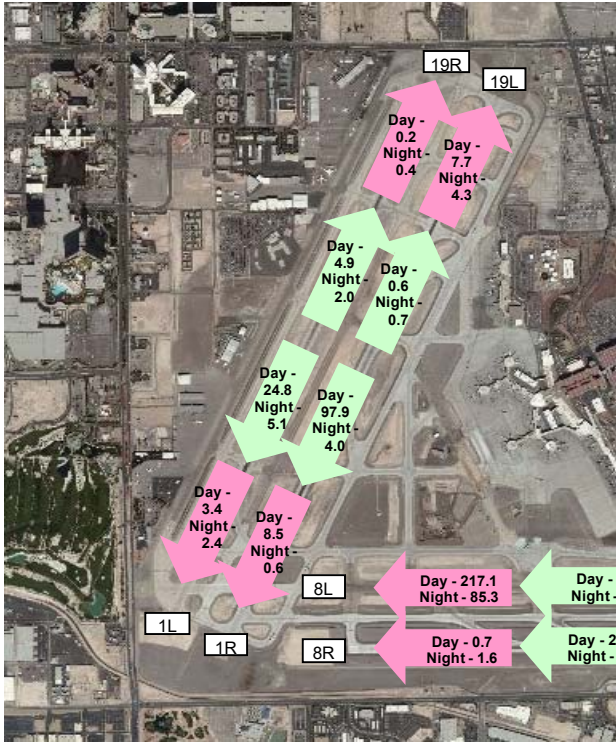 19R
19L
Day -
0.2
Night -
0.4
Day -
7.7
Night -
4.3
Day -
4.9
Night -
2.0
Day -
0.6
Night -
0.7
Day -
24.8
Night -
5.1
Day -
97.9
Night -
4.0
Day -
3.4
Night -
2.4
Day -
8.5
Night -
0.6
8L
Day - 217.1
Night - 85.3
Day -
Night -
1L
1R
8R
Day - 0.7
Night - 1.6
Day - 2
Night -